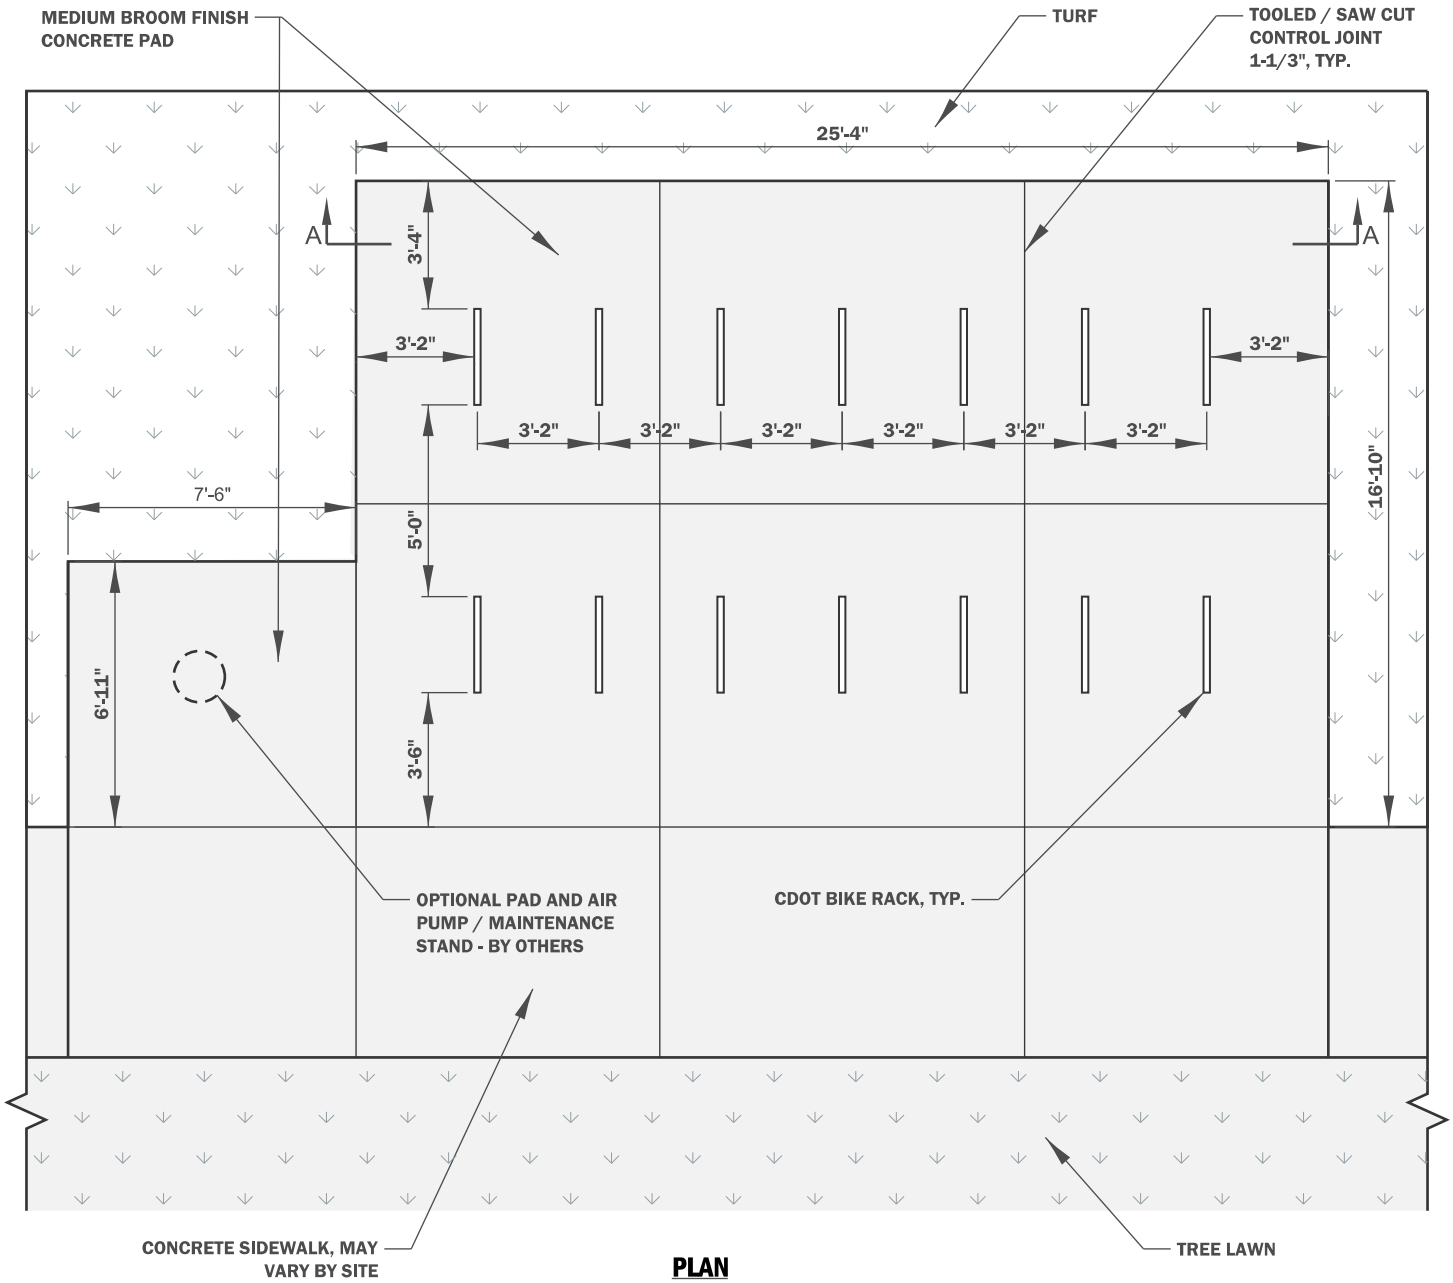 MEDIUM BROOM FINISH
CONCRETE PAD
TURF
TOOLED / SAW CUT
CONTROL JOINT
1-1/3", TYP.
25'-4"
A
A
3'-4"
3'-2"
3'-2"
3'-2"
3'-2"
3'-2"
3'-2"
3'-2"
3'-2"
16'-10"
7'-6"
5'-0"
6'-11"
3'-6"
OPTIONAL PAD AND AIR
PUMP / MAINTENANCE
STAND - BY OTHERS
CDOT BIKE RACK, TYP.
CONCRETE SIDEWALK, MAY
VARY BY SITE
TREE LAWN
PLAN